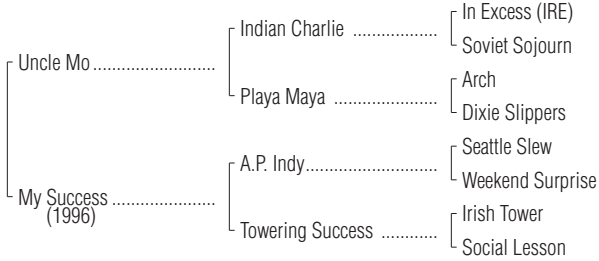 In Excess (IRE)
Indian Charlie ..................
Soviet Sojourn
Uncle Mo .........................
Arch
Playa Maya .....................
Dixie Slippers
Seattle Slew
A.P. Indy..........................
Weekend Surprise
My Success .....................
(1996)
Irish Tower
Towering Success ............
Social Lesson